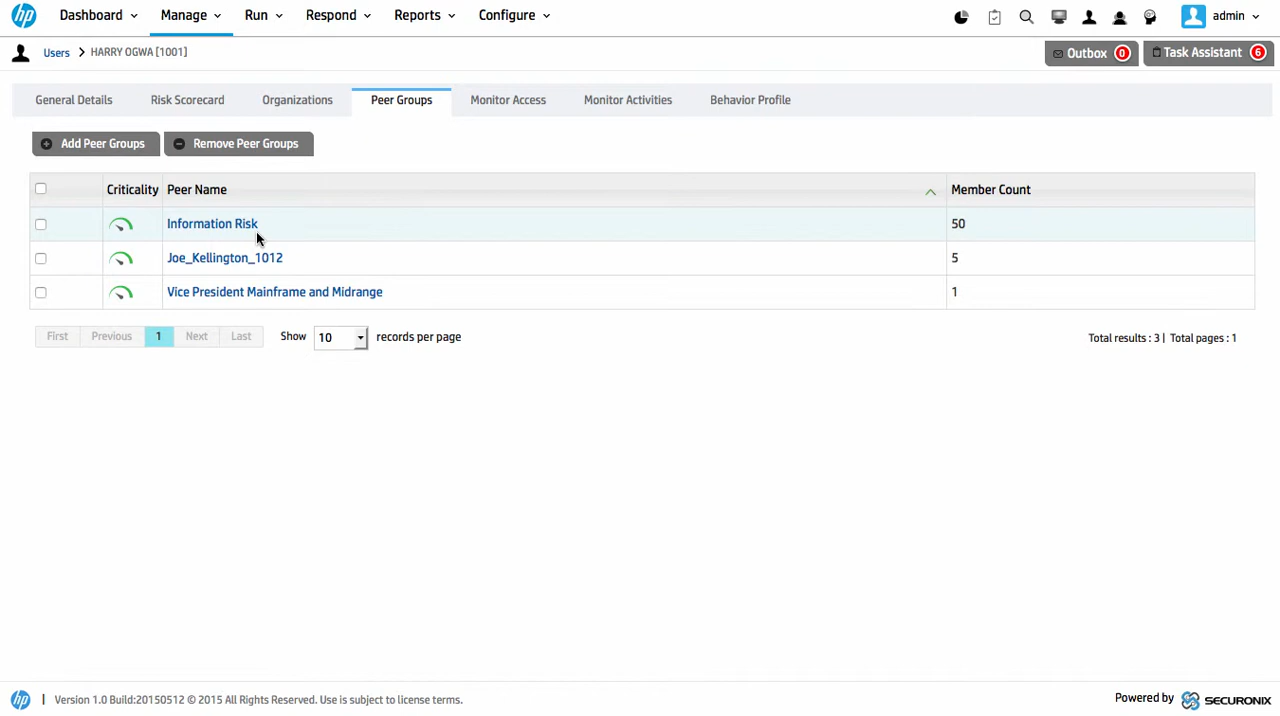 hp Dashboard Manage Run Respond Reports Configure admin
Users > HARRY OGWA [1001] Outbox 0 Task Assistant 6
General Details Risk Scorecard Organizations Peer Groups Monitor Access Monitor Activities Behavior Profile
Add Peer Groups Remove Peer Groups
Criticality Peer Name Member Count
Information Risk 50
Joe_Kellington_1012 5
Vice President Mainframe and Midrange 1
First Previous 1 Next Last Show 10 records per page Total results : 3 | Total pages : 1
hp | Version 1.0 Build:20150512 © 2015 All Rights Reserved. Use is subject to license terms. Powered by SECURONIX